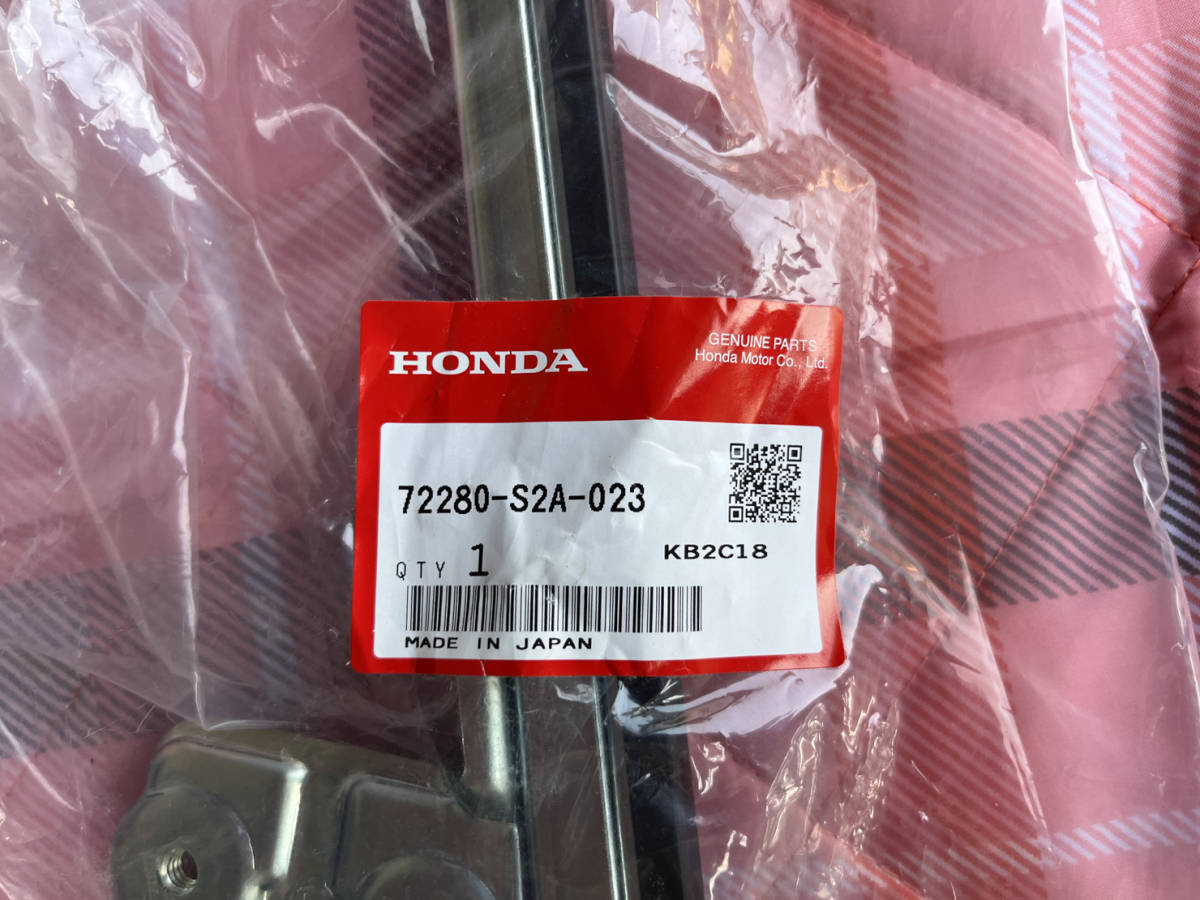 HONDA
GENUINE PARTS
Honda Motor Co., Ltd.
72280-S2A-023
QTY 1
KB2C18
MADE IN JAPAN